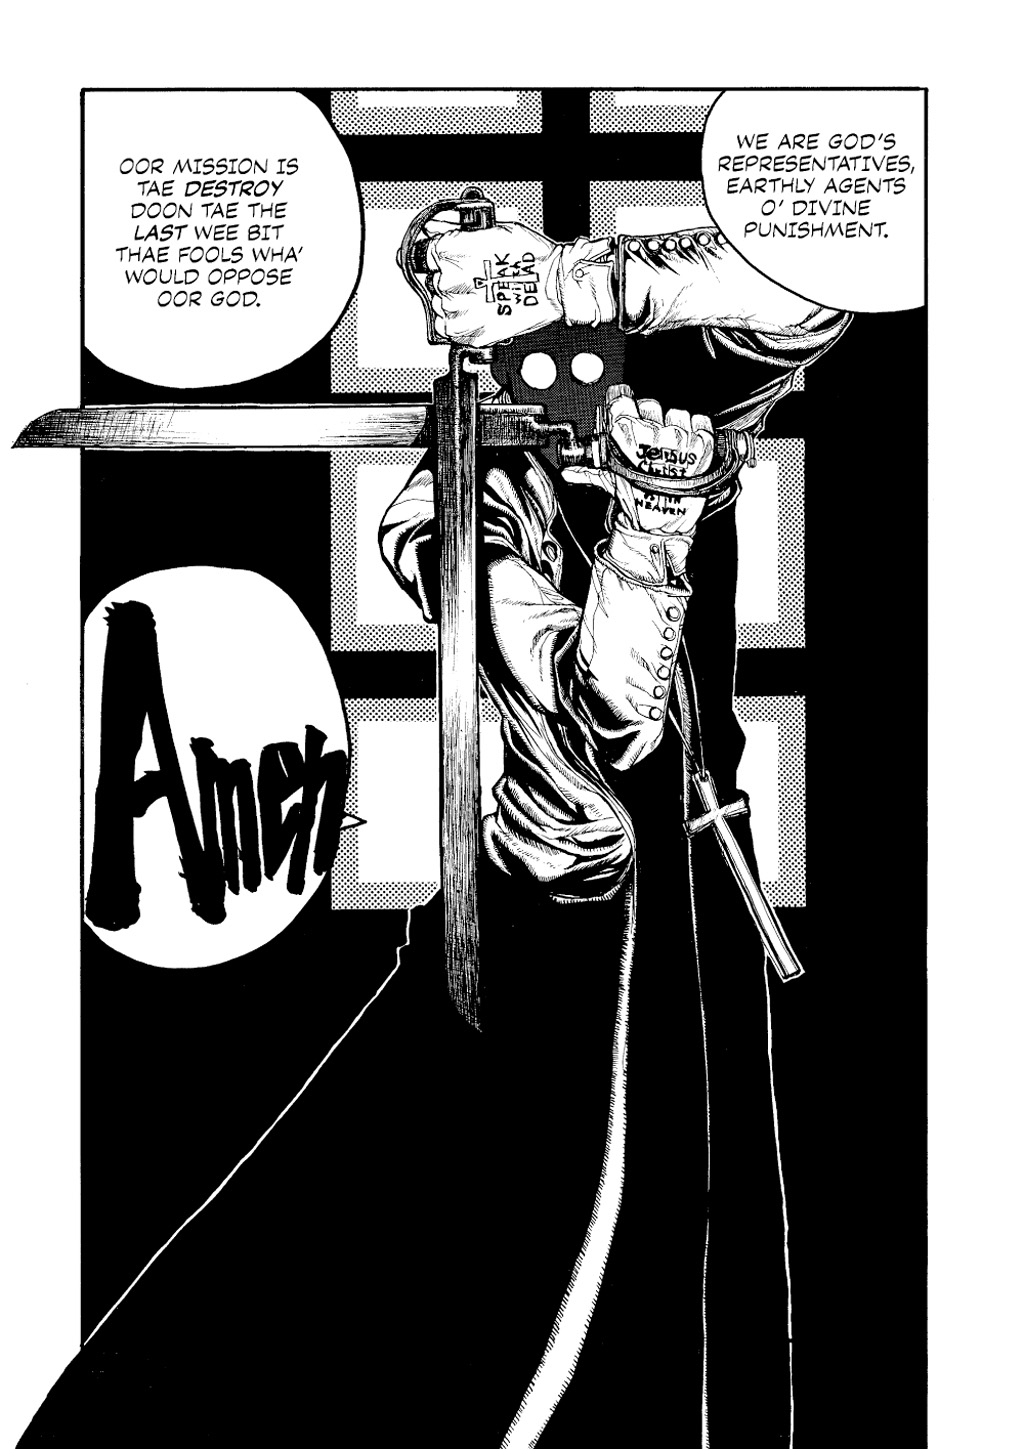 WE ARE GOD'S
REPRESENTATIVES,
EARTHLY AGENTS
O' DIVINE
PUNISHMENT.
OOR MISSION IS
TAE DESTROY
DOON TAE THE
LAST WEE BIT
THAE FOOLS WHA'
WOULD OPPOSE
OOR GOD.
SPEAK
with
DEAD
Jesus
Christ
IN
HEAVEN
Amen